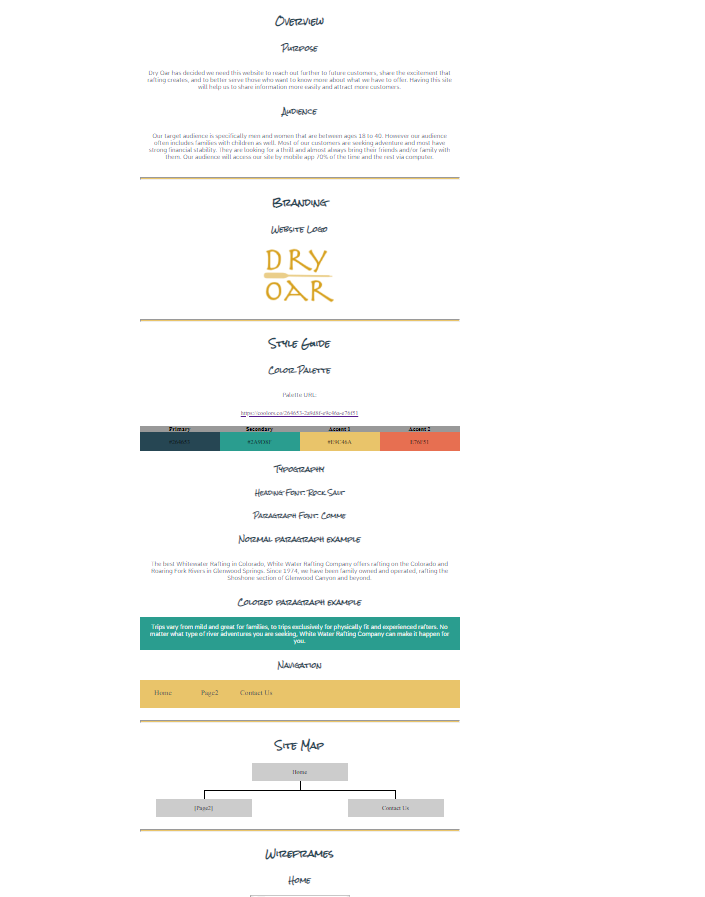 Overview
Purpose
Dry Oar has decided we need this website to reach out further to future customers, share the excitement that
rafting creates, and to better serve those who want to know more about what we have to offer. Having this site
will help us to share information more easily and attract more customers.
Audience
Our target audience is specifically men and women that are between ages 18 to 40. However our audience
often includes families with children as well. Most of our customers are seeking adventure and must have
strong financial stability. They are looking for a thrill and almost always bring their friends and/or family with
them. Our audience will access our site by mobile app 70% of the time and the rest via computer.
Branding
Website Logo
DRY
OAR
Style Guide
Color Palette
Palette URL:
https://coolors.co/264653-2a9d8f-e9c46a-e76f51
Primary Secondary Accent 1 Accent 2
#264653 #2A9D8F #E9C46A E76F51
Typography
Heading Font: Rock Salt
Paragraph Font: Comme
Normal paragraph example
The best Whitewater Rafting in Colorado, White Water Rafting Company offers rafting on the Colorado and
Roaring Fork Rivers in Glenwood Springs. Since 1974, we have been family owned and operated, rafting the
Shoshone section of Glenwood Canyon and beyond.
Colored paragraph example
Trips vary from mild and great for families, to trips exclusively for physically fit and experienced rafters. No
matter what type of river adventures you are seeking, White Water Rafting Company can make it happen for
you.
Navigation
Home Page2 Contact Us
Site Map
Home
[Page2] Contact Us
Wireframes
Home